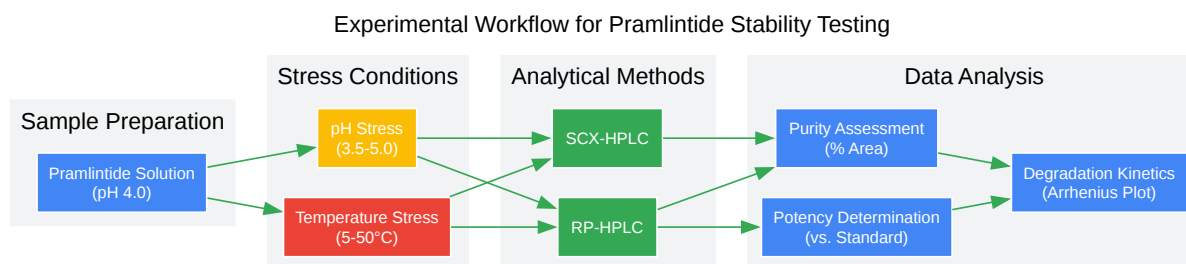 Experimental Workflow for Pramlintide Stability Testing
Sample Preparation
Pramlintide Solution
(pH 4.0)
Stress Conditions
pH Stress
(3.5-5.0)
Temperature Stress
(5-50°C)
Analytical Methods
SCX-HPLC
RP-HPLC
Data Analysis
Purity Assessment
(% Area)
Potency Determination
(vs. Standard)
Degradation Kinetics
(Arrhenius Plot)